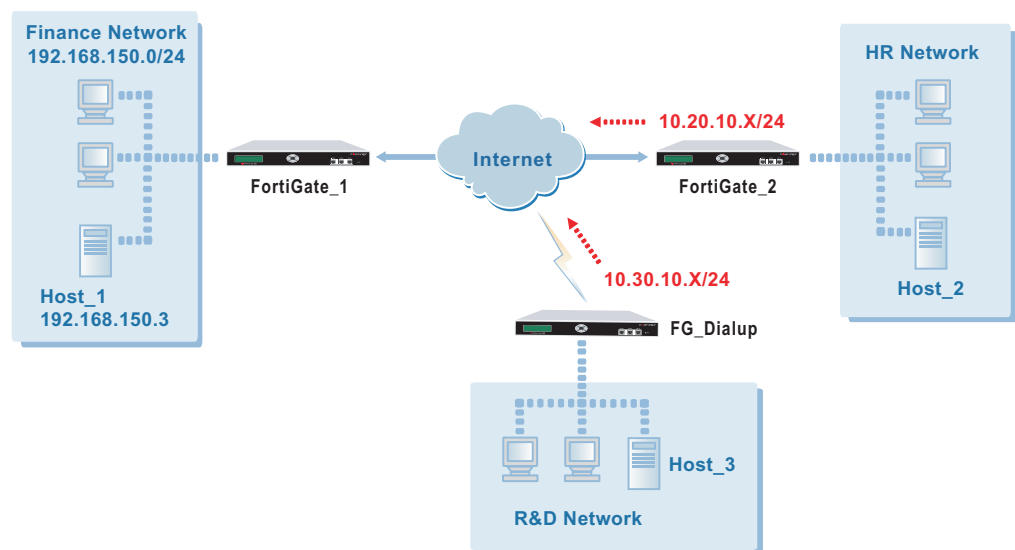 Finance Network
192.168.150.0/24
HR Network
10.20.10.X/24
Internet
FortiGate_1
FortiGate_2
10.30.10.X/24
Host_1
192.168.150.3
Host_2
FG_Dialup
Host_3
R&D Network